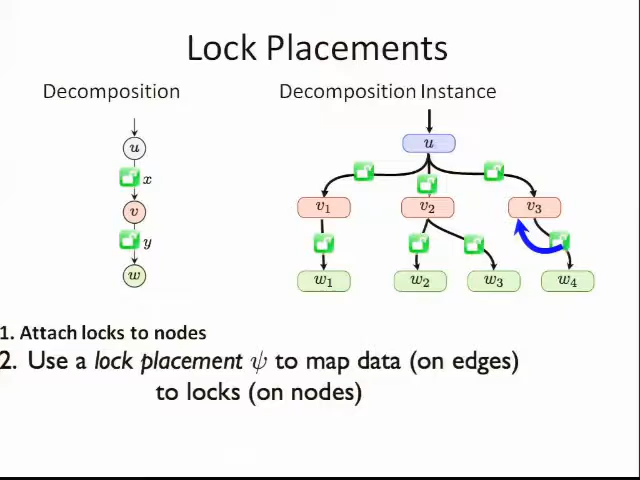 Lock Placements
Decomposition
Decomposition Instance
u
u
x
v
v₁
v₂
v₃
y
w
w₁
w₂
w₃
w₄
1. Attach locks to nodes
2. Use a lock placement ψ to map data (on edges)
to locks (on nodes)